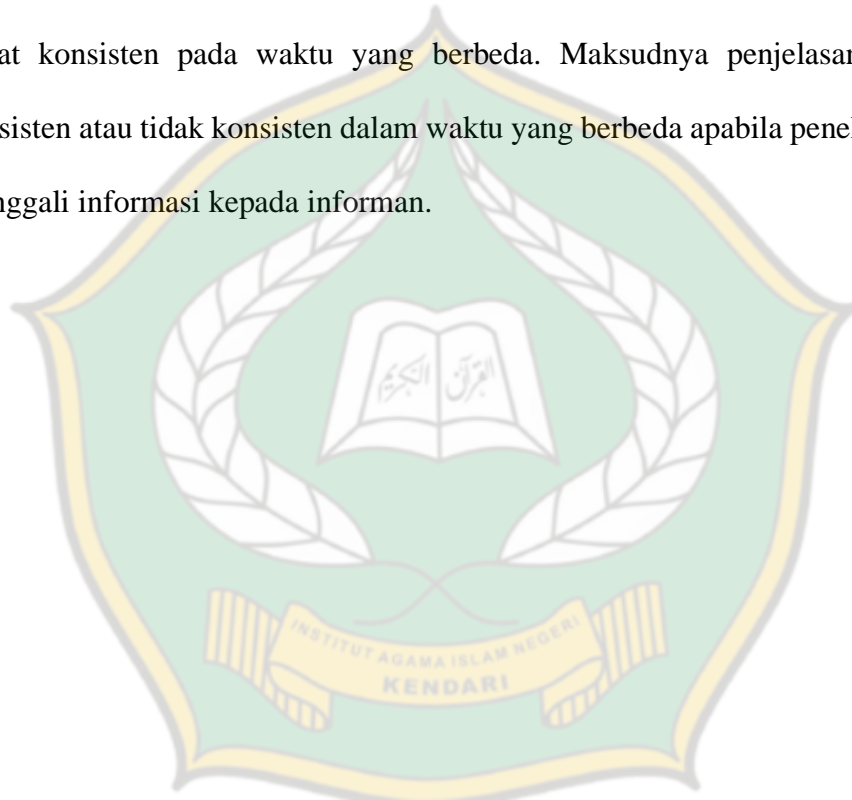 at konsisten pada waktu yang berbeda. Maksudnya penjelasan
sisten atau tidak konsisten dalam waktu yang berbeda apabila pene
nggali informasi kepada informan.
القرآن الكريم
INSTITUT AGAMA ISLAM NEGERI
KENDARI